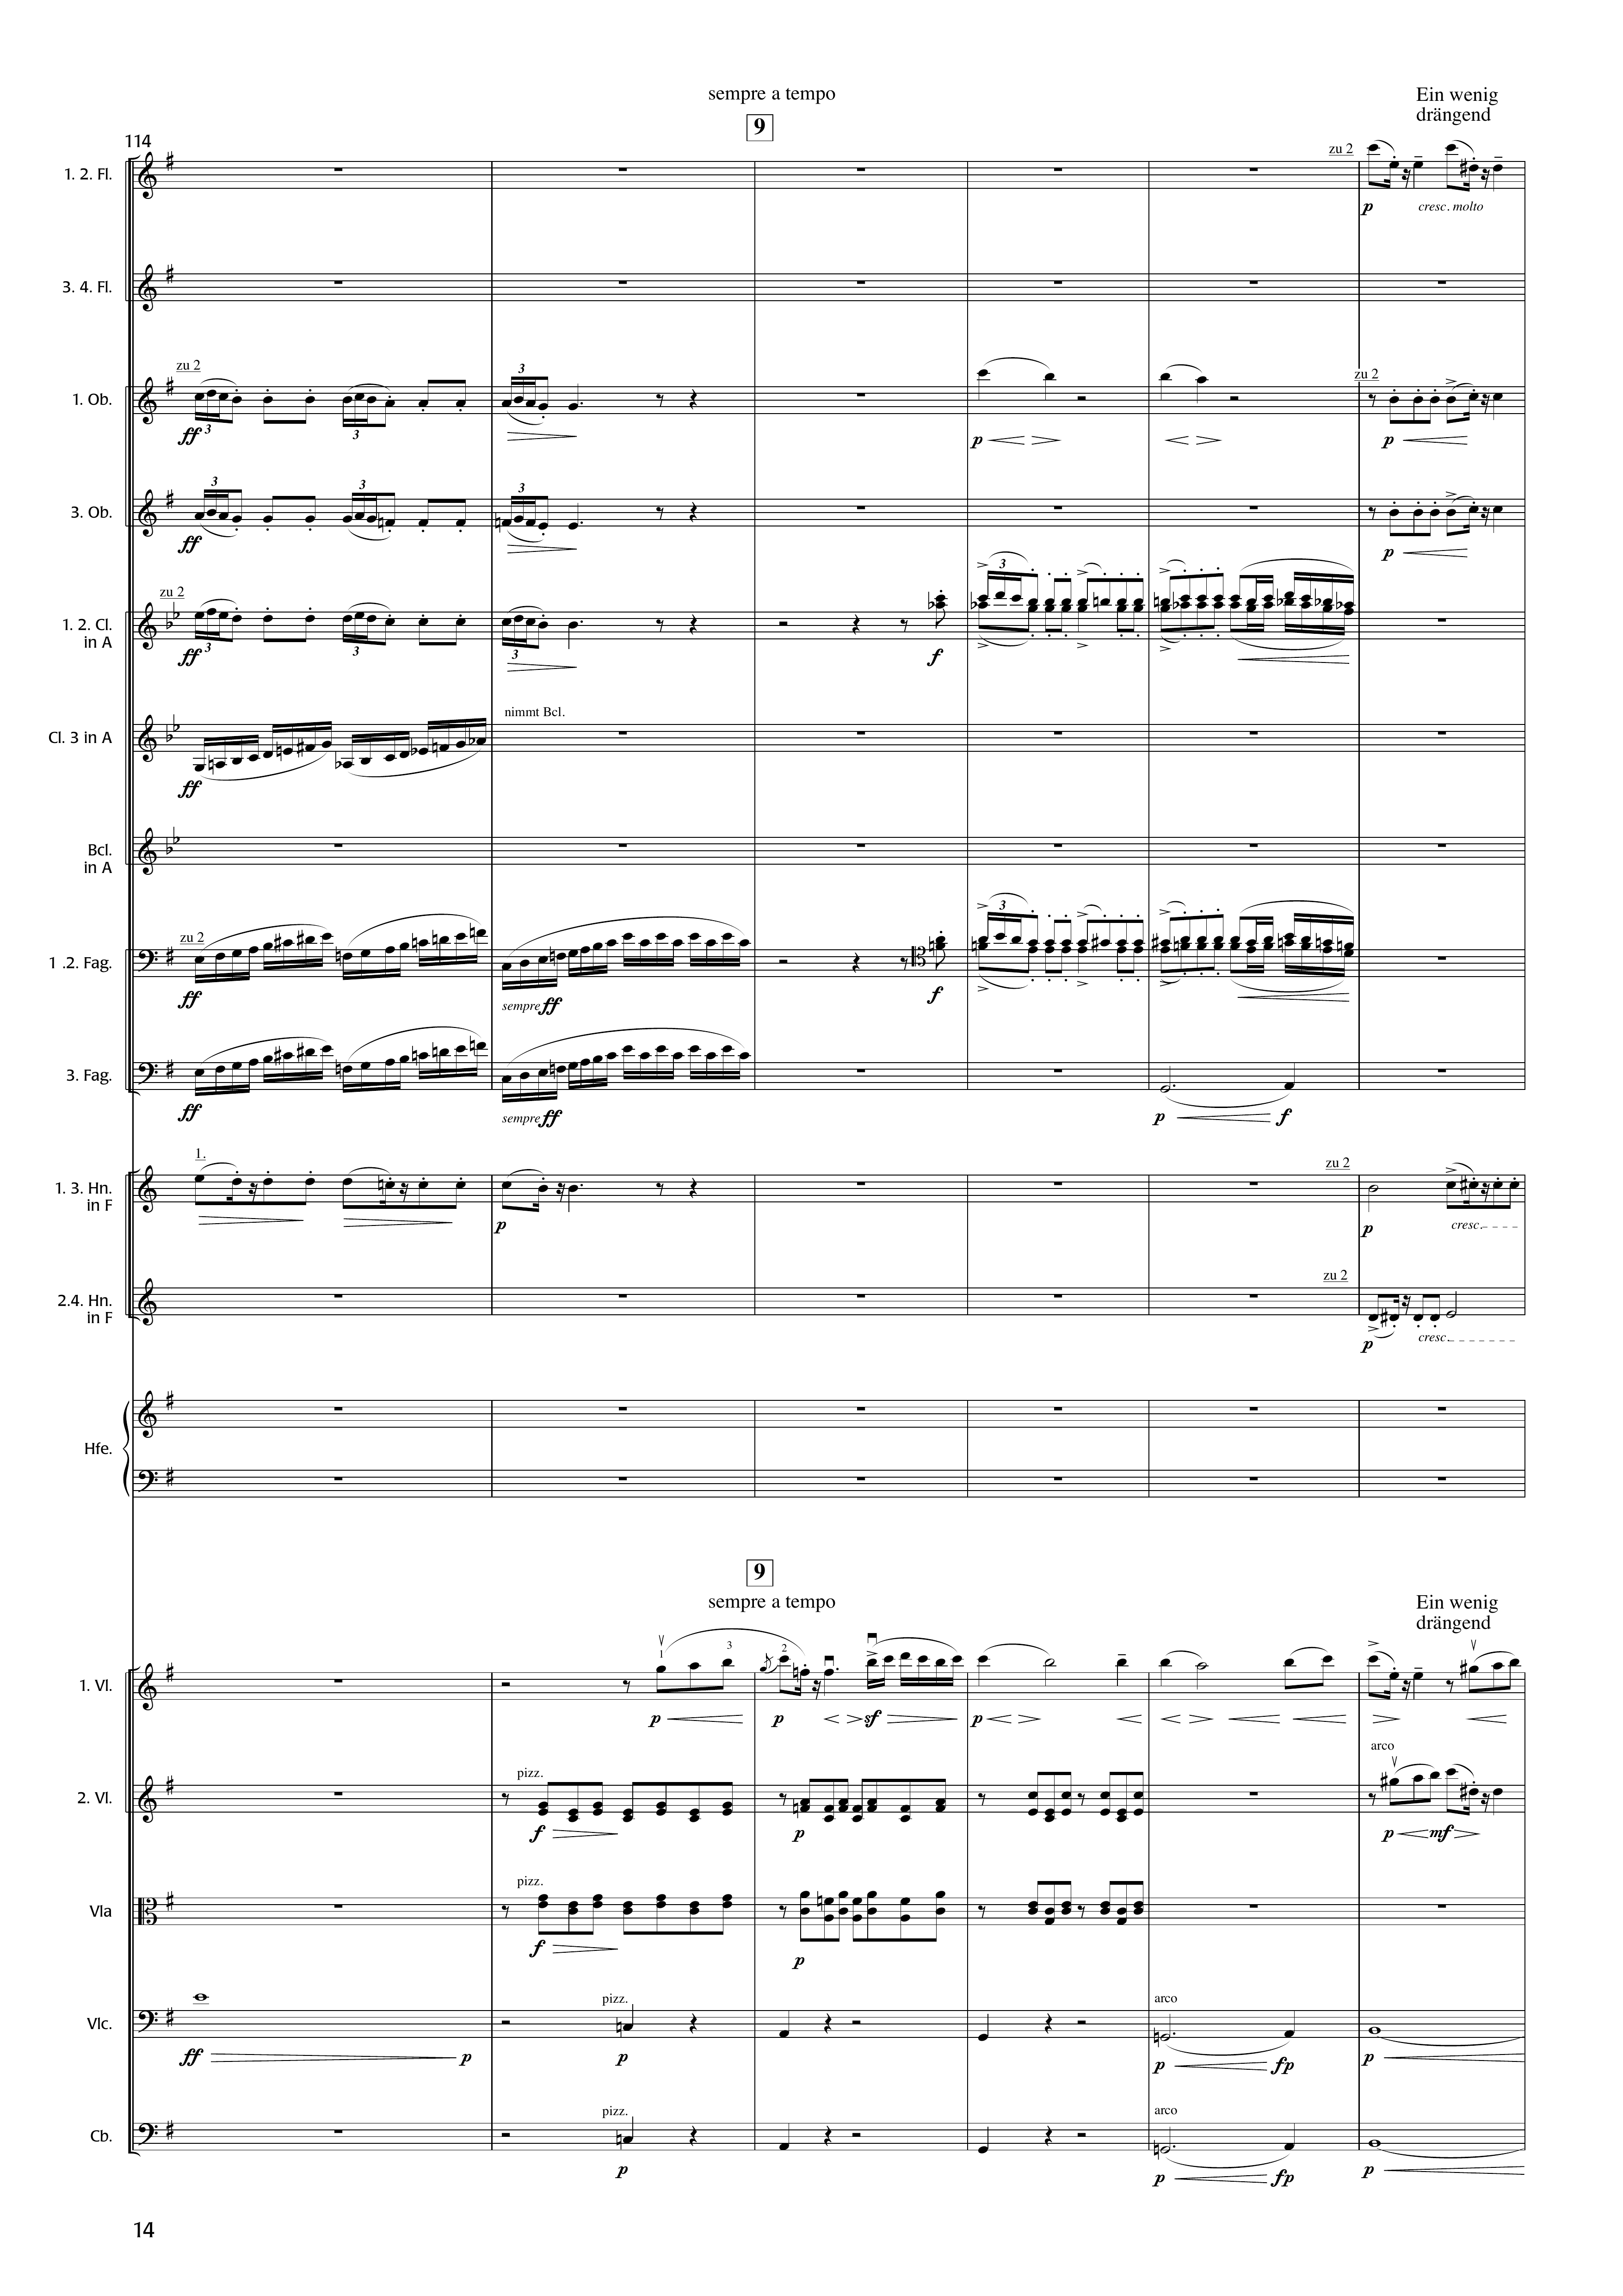 sempre a tempo
Ein wenig
drängend
9
114
1. 2. Fl.
zu 2
p
cresc. molto
3. 4. Fl.
zu 2
1. Ob.
3
3
3
ff
p
zu 2
p
3. Ob.
3
3
3
ff
p
zu 2
1. 2. Cl.
in A
3
3
3
3
ff
f
nimmt Bcl.
Cl. 3 in A
ff
Bcl.
in A
zu 2
1 .2. Fag.
3
ff
sempre ff
f
3. Fag.
ff
sempre ff
p
f
1.
zu 2
1. 3. Hn.
in F
p
p
cresc.
zu 2
2.4. Hn.
in F
p
cresc.
Hfe.
9
sempre a tempo
Ein wenig
drängend
1
3
2
1. Vl.
p
p
sf
p
pizz.
arco
2. Vl.
f
p
p
mf
pizz.
Vla
f
p
pizz.
arco
Vlc.
ff
p
p
p
fp
p
pizz.
arco
Cb.
p
p
fp
p
14